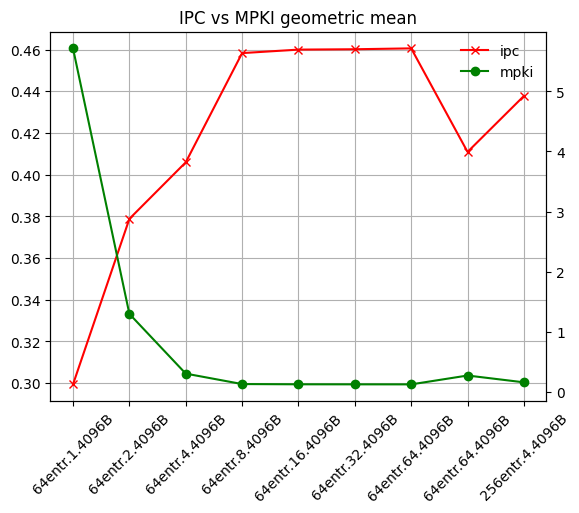 IPC vs MPKI geometric mean
ipc
mpki
0.46
0.44
0.42
0.40
0.38
0.36
0.34
0.32
0.30
5
4
3
2
1
0
64entr.1.4096B
64entr.2.4096B
64entr.4.4096B
64entr.8.4096B
64entr.16.4096B
64entr.32.4096B
64entr.64.4096B
64entr.64.4096B
256entr.4.4096B